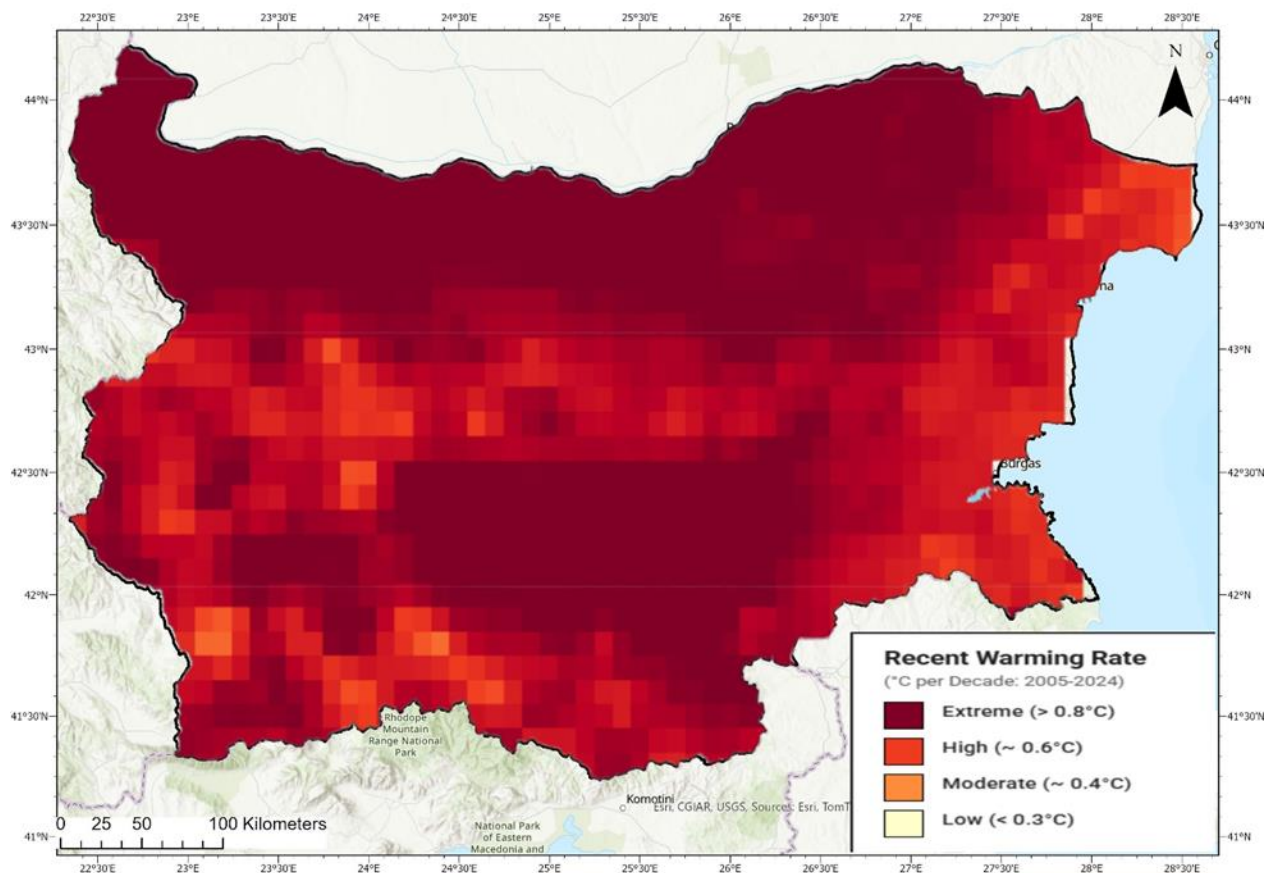 22°30'E 23°E 23°30'E 24°E 24°30'E 25°E 25°30'E 26°E 26°30'E 27°E 27°30'E 28°E 28°30'E
N
44°N 44°N
43°30'N 43°30'N
na
43°N 43°N
42°30'N 42°30'N
Burgas
42°N 42°N
41°30'N 41°30'N
Rhodope
Mountain
Range National
Park
Komotini
Esri, CGIAR, USGS, Sources: Esri, TomT
National Park
of Eastern
Macedonia and
41°N 41°N
0 25 50 100 Kilometers
Recent Warming Rate
(°C per Decade: 2005-2024)
Extreme (> 0.8°C)
High (~ 0.6°C)
Moderate (~ 0.4°C)
Low (< 0.3°C)
22°30'E 23°E 23°30'E 24°E 24°30'E 25°E 25°30'E 26°E 26°30'E 27°E 27°30'E 28°E 28°30'E